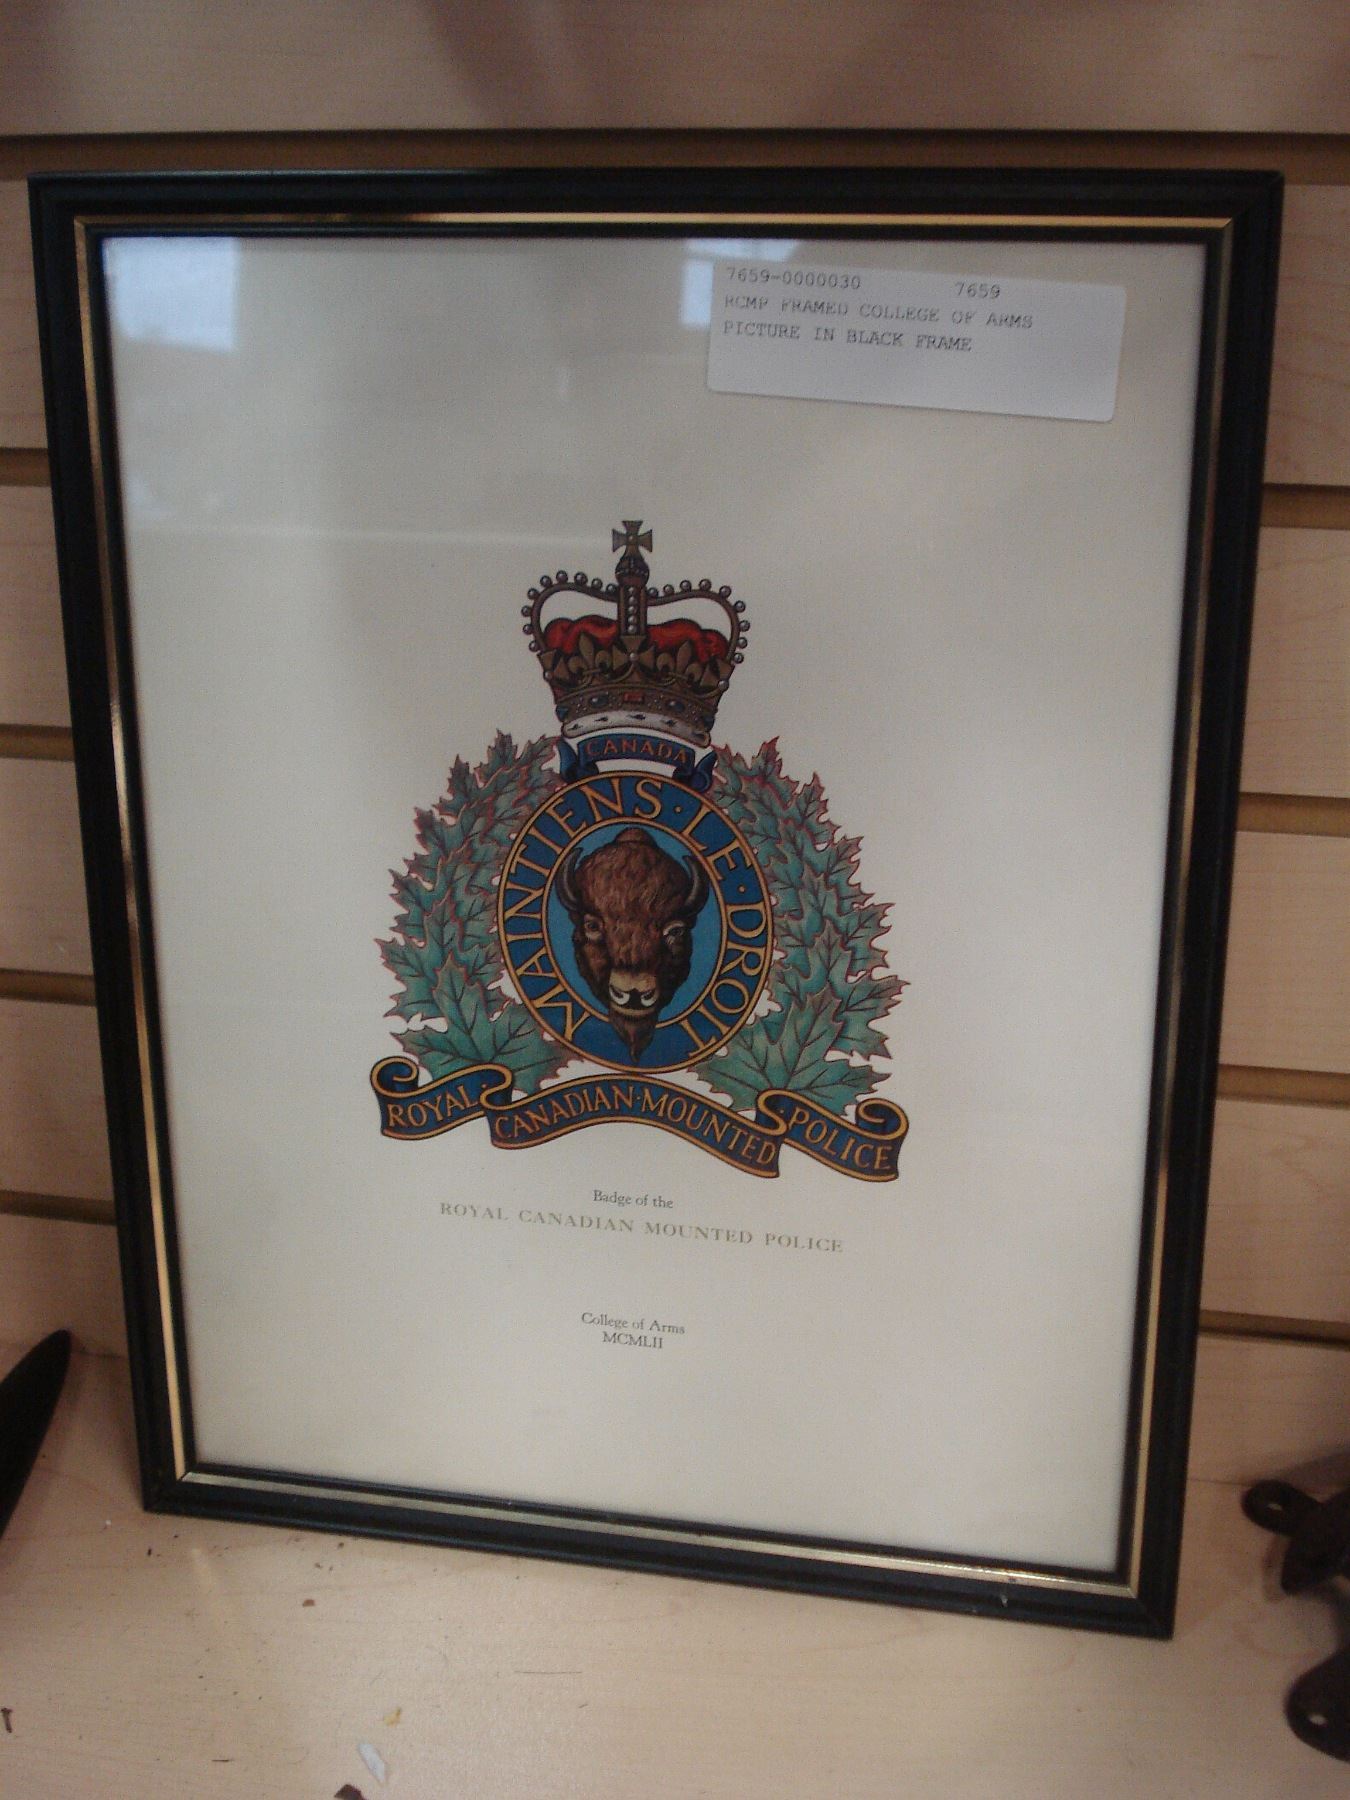 7659-0000030 7659
RCMP FRAMED COLLEGE OF ARMS
PICTURE IN BLACK FRAME
CANADA
MAINTIENS·LE·DROIT
ROYAL·CANADIAN·MOUNTED·POLICE
Badge of the
ROYAL CANADIAN MOUNTED POLICE
College of Arms
MCMLII